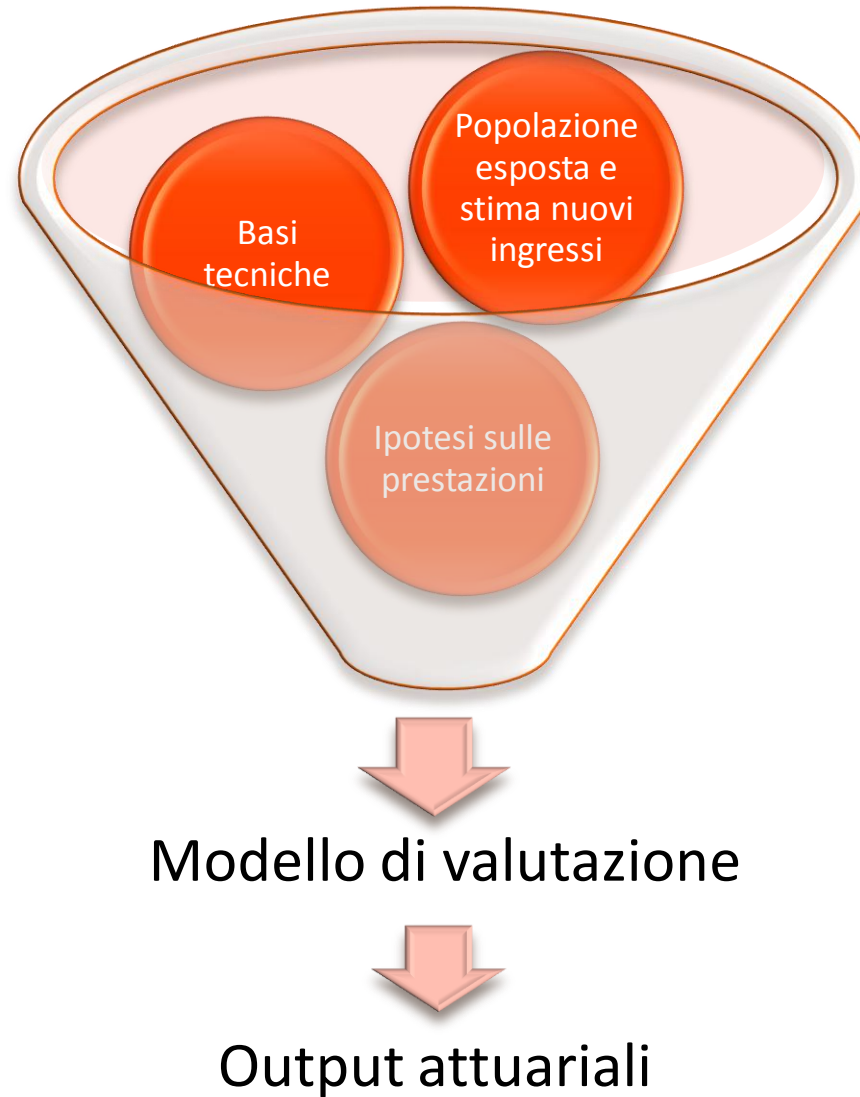 Popolazione
esposta e
stima nuovi
ingressi
Basi
tecniche
Ipotesi sulle
prestazioni
Modello di valutazione
Output attuariali